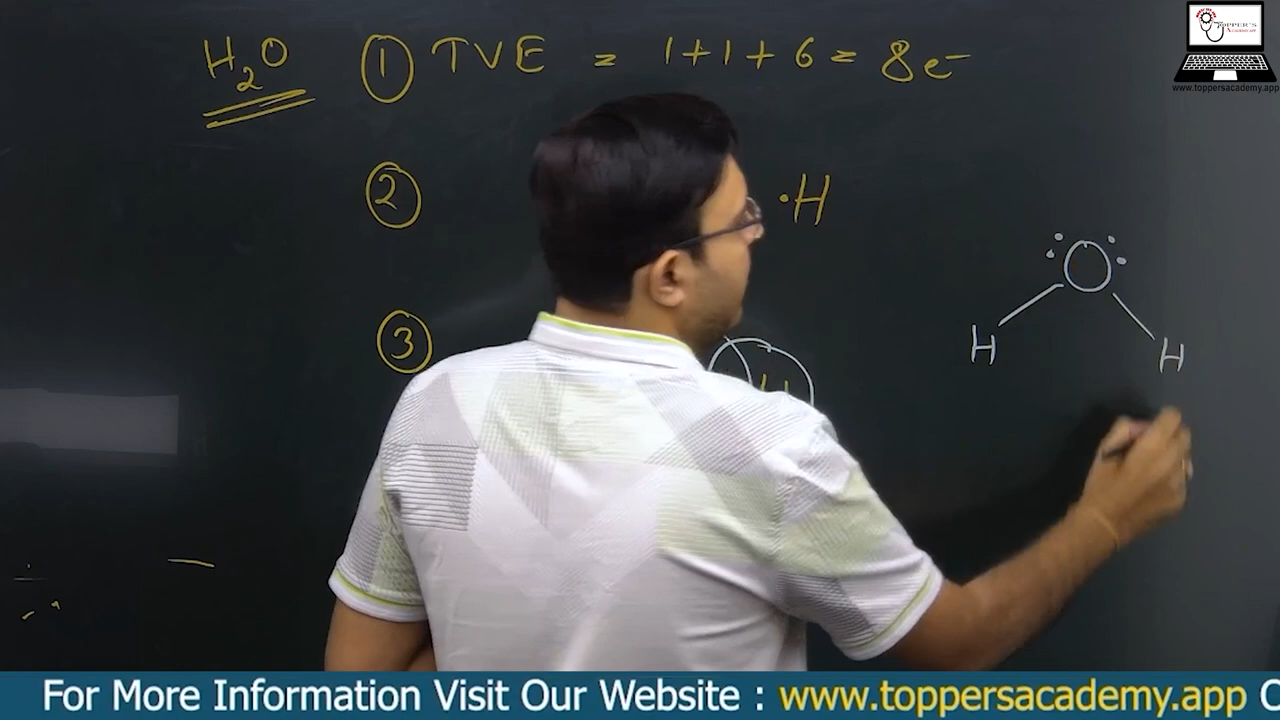 H₂O ① TVE = 1+1+6 = 8e⁻
② ·H
③ H
:O:
H H
TOPPER'S
www.toppersacademy.app
For More Information Visit Our Website : www.toppersacademy.app C